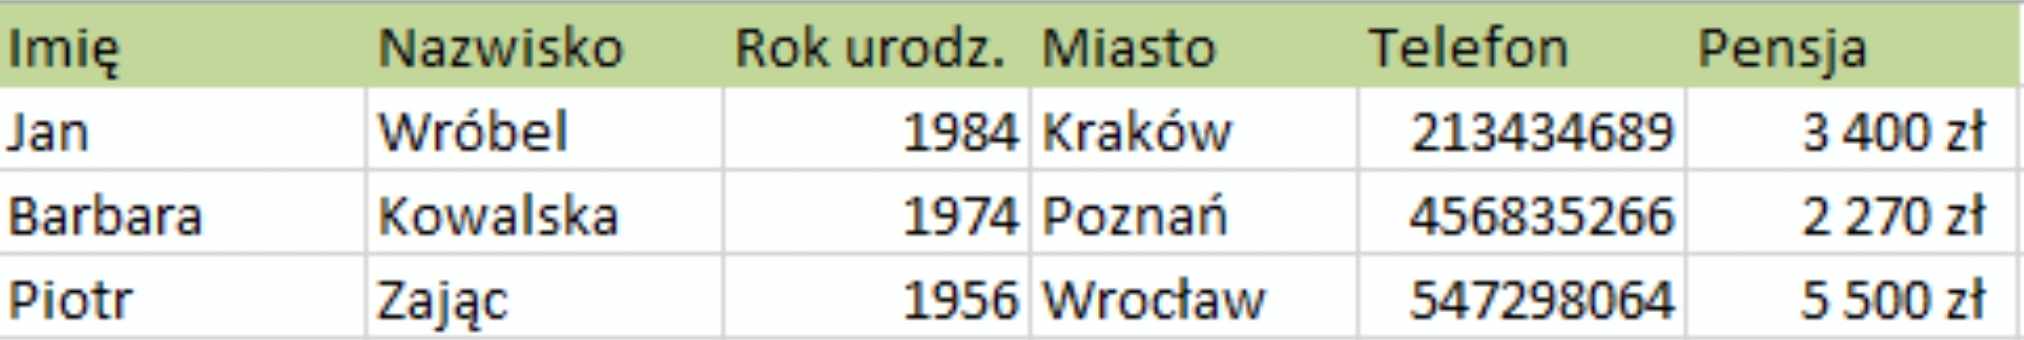 Imię Nazwisko Rok urodz. Miasto Telefon Pensja
Jan Wróbel 1984 Kraków 213434689 3 400 zł
Barbara Kowalska 1974 Poznań 456835266 2 270 zł
Piotr Zając 1956 Wrocław 547298064 5 500 zł